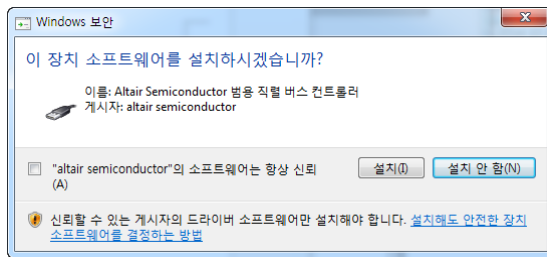 Windows 보안
이 장치 소프트웨어를 설치하시겠습니까?
이름: Altair Semiconductor 범용 직렬 버스 컨트롤러
게시자: altair semiconductor
"altair semiconductor"의 소프트웨어는 항상 신뢰
(A)
설치(I)
설치 안 함(N)
신뢰할 수 있는 게시자의 드라이버 소프트웨어만 설치해야 합니다. 설치해도 안전한 장치
소프트웨어를 결정하는 방법